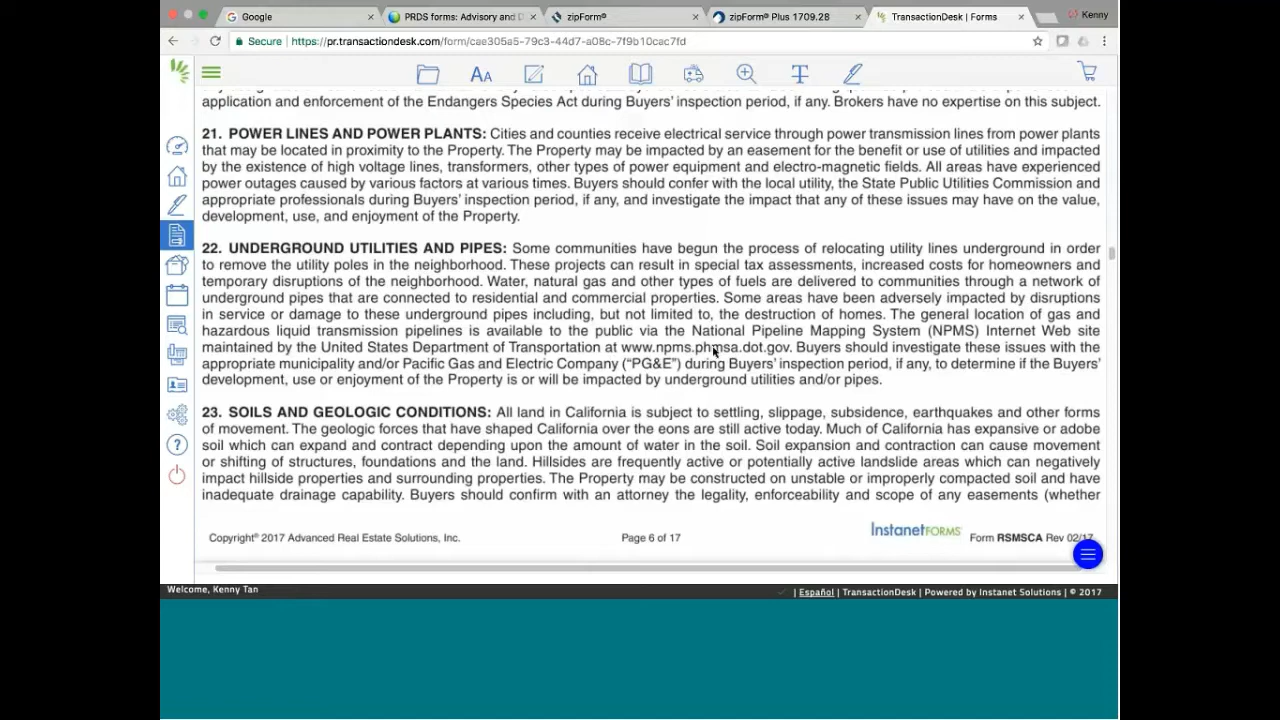 Google
PRDS forms: Advisory and D
zipForm®
zipForm® Plus 1709.28
TransactionDesk | Forms
Kenny
Secure | https://pr.transactiondesk.com/form/cae305a5-79c3-44d7-a08c-7f9b10cac7fd
application and enforcement of the Endangers Species Act during Buyers' inspection period, if any. Brokers have no expertise on this subject.
21. POWER LINES AND POWER PLANTS: Cities and counties receive electrical service through power transmission lines from power plants
that may be located in proximity to the Property. The Property may be impacted by an easement for the benefit or use of utilities and impacted
by the existence of high voltage lines, transformers, other types of power equipment and electro-magnetic fields. All areas have experienced
power outages caused by various factors at various times. Buyers should confer with the local utility, the State Public Utilities Commission and
appropriate professionals during Buyers' inspection period, if any, and investigate the impact that any of these issues may have on the value,
development, use, and enjoyment of the Property.
22. UNDERGROUND UTILITIES AND PIPES: Some communities have begun the process of relocating utility lines underground in order
to remove the utility poles in the neighborhood. These projects can result in special tax assessments, increased costs for homeowners and
temporary disruptions of the neighborhood. Water, natural gas and other types of fuels are delivered to communities through a network of
underground pipes that are connected to residential and commercial properties. Some areas have been adversely impacted by disruptions
in service or damage to these underground pipes including, but not limited to, the destruction of homes. The general location of gas and
hazardous liquid transmission pipelines is available to the public via the National Pipeline Mapping System (NPMS) Internet Web site
maintained by the United States Department of Transportation at www.npms.phmsa.dot.gov. Buyers should investigate these issues with the
appropriate municipality and/or Pacific Gas and Electric Company ("PG&E") during Buyers' inspection period, if any, to determine if the Buyers'
development, use or enjoyment of the Property is or will be impacted by underground utilities and/or pipes.
23. SOILS AND GEOLOGIC CONDITIONS: All land in California is subject to settling, slippage, subsidence, earthquakes and other forms
of movement. The geologic forces that have shaped California over the eons are still active today. Much of California has expansive or adobe
soil which can expand and contract depending upon the amount of water in the soil. Soil expansion and contraction can cause movement
or shifting of structures, foundations and the land. Hillsides are frequently active or potentially active landslide areas which can negatively
impact hillside properties and surrounding properties. The Property may be constructed on unstable or improperly compacted soil and have
inadequate drainage capability. Buyers should confirm with an attorney the legality, enforceability and scope of any easements (whether
Copyright® 2017 Advanced Real Estate Solutions, Inc.
Page 6 of 17
InstanetFORMS
Form RSMSCA Rev 02/17
Welcome, Kenny Tan
| Español | TransactionDesk | Powered by Instanet Solutions | © 2017